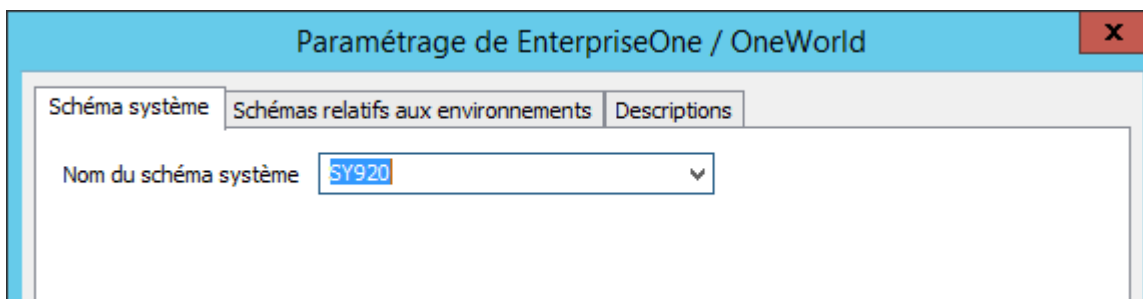 Paramétrage de EnterpriseOne / OneWorld
x
Schéma système Schémas relatifs aux environnements Descriptions
Nom du schéma système SY920